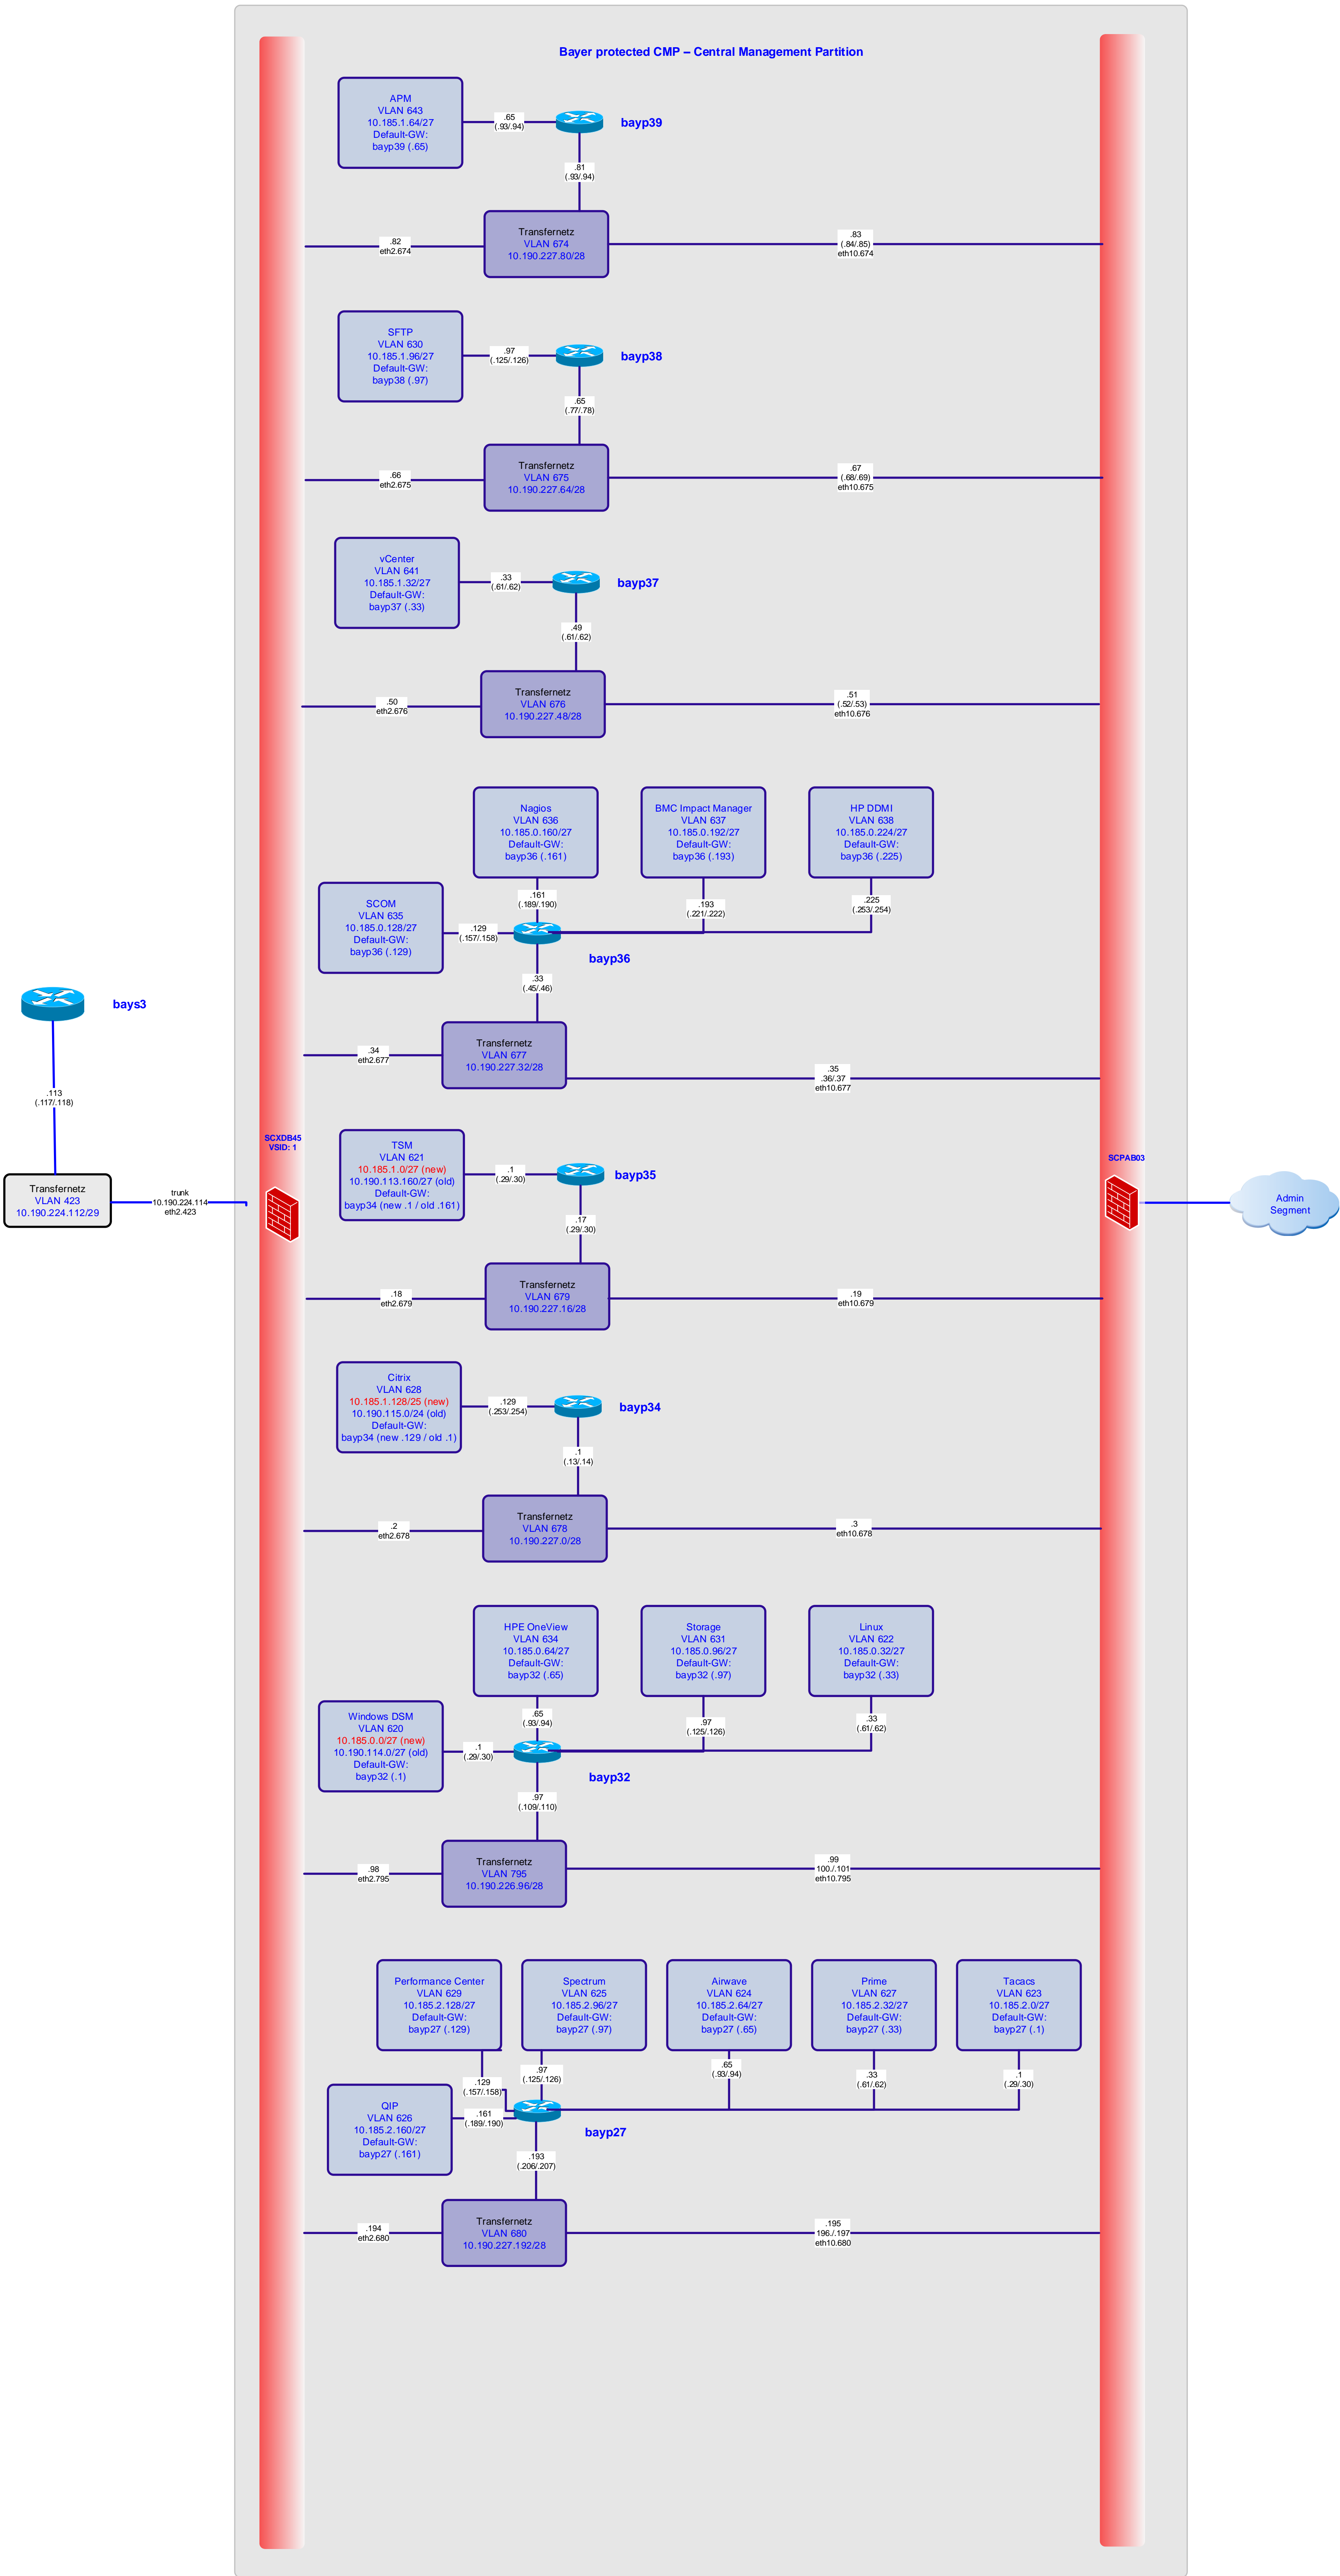 Bayer protected CMP – Central Management Partition
APM
VLAN 643
10.185.1.64/27
Default-GW:
bayp39 (.65)
.65
(.93/.94)
bayp39
.81
(.93/.94)
Transfernetz
VLAN 674
10.190.227.80/28
.82
eth2.674
.83
(.84/.85)
eth10.674
SFTP
VLAN 630
10.185.1.96/27
Default-GW:
bayp38 (.97)
.97
(.125/.126)
bayp38
.65
(.77/.78)
Transfernetz
VLAN 675
10.190.227.64/28
.66
eth2.675
.67
(.68/.69)
eth10.675
vCenter
VLAN 641
10.185.1.32/27
Default-GW:
bayp37 (.33)
.33
(.61/.62)
bayp37
.49
(.61/.62)
Transfernetz
VLAN 676
10.190.227.48/28
.50
eth2.676
.51
(.52/.53)
eth10.676
Nagios
VLAN 636
10.185.0.160/27
Default-GW:
bayp36 (.161)
BMC Impact Manager
VLAN 637
10.185.0.192/27
Default-GW:
bayp36 (.193)
HP DDMI
VLAN 638
10.185.0.224/27
Default-GW:
bayp36 (.225)
SCOM
VLAN 635
10.185.0.128/27
Default-GW:
bayp36 (.129)
.161
(.189/.190)
.193
(.221/.222)
.225
(.253/.254)
.129
(.157/.158)
bayp36
.33
(.45/.46)
Transfernetz
VLAN 677
10.190.227.32/28
.34
eth2.677
.35
.36/.37
eth10.677
bays3
.113
(.117/.118)
Transfernetz
VLAN 423
10.190.224.112/29
trunk
10.190.224.114
eth2.423
SCXDB45
VSID: 1
SCPAB03
Admin
Segment
TSM
VLAN 621
10.185.1.0/27 (new)
10.190.113.160/27 (old)
Default-GW:
bayp34 (new .1 / old .161)
.1
(.29/.30)
bayp35
.17
(.29/.30)
Transfernetz
VLAN 679
10.190.227.16/28
.18
eth2.679
.19
eth10.679
Citrix
VLAN 628
10.185.1.128/25 (new)
10.190.115.0/24 (old)
Default-GW:
bayp34 (new .129 / old .1)
.129
(.253/.254)
bayp34
.1
(.13/.14)
Transfernetz
VLAN 678
10.190.227.0/28
.2
eth2.678
.3
eth10.678
HPE OneView
VLAN 634
10.185.0.64/27
Default-GW:
bayp32 (.65)
Storage
VLAN 631
10.185.0.96/27
Default-GW:
bayp32 (.97)
Linux
VLAN 622
10.185.0.32/27
Default-GW:
bayp32 (.33)
Windows DSM
VLAN 620
10.185.0.0/27 (new)
10.190.114.0/27 (old)
Default-GW:
bayp32 (.1)
.65
(.93/.94)
.97
(.125/.126)
.33
(.61/.62)
.1
(.29/.30)
bayp32
.97
(.109/.110)
Transfernetz
VLAN 795
10.190.226.96/28
.98
eth2.795
.99
100./.101
eth10.795
Performance Center
VLAN 629
10.185.2.128/27
Default-GW:
bayp27 (.129)
Spectrum
VLAN 625
10.185.2.96/27
Default-GW:
bayp27 (.97)
Airwave
VLAN 624
10.185.2.64/27
Default-GW:
bayp27 (.65)
Prime
VLAN 627
10.185.2.32/27
Default-GW:
bayp27 (.33)
Tacacs
VLAN 623
10.185.2.0/27
Default-GW:
bayp27 (.1)
.129
(.157/.158)
.97
(.125/.126)
.65
(.93/.94)
.33
(.61/.62)
.1
(.29/.30)
QIP
VLAN 626
10.185.2.160/27
Default-GW:
bayp27 (.161)
.161
(.189/.190)
bayp27
.193
(.206/.207)
Transfernetz
VLAN 680
10.190.227.192/28
.194
eth2.680
.195
196./.197
eth10.680